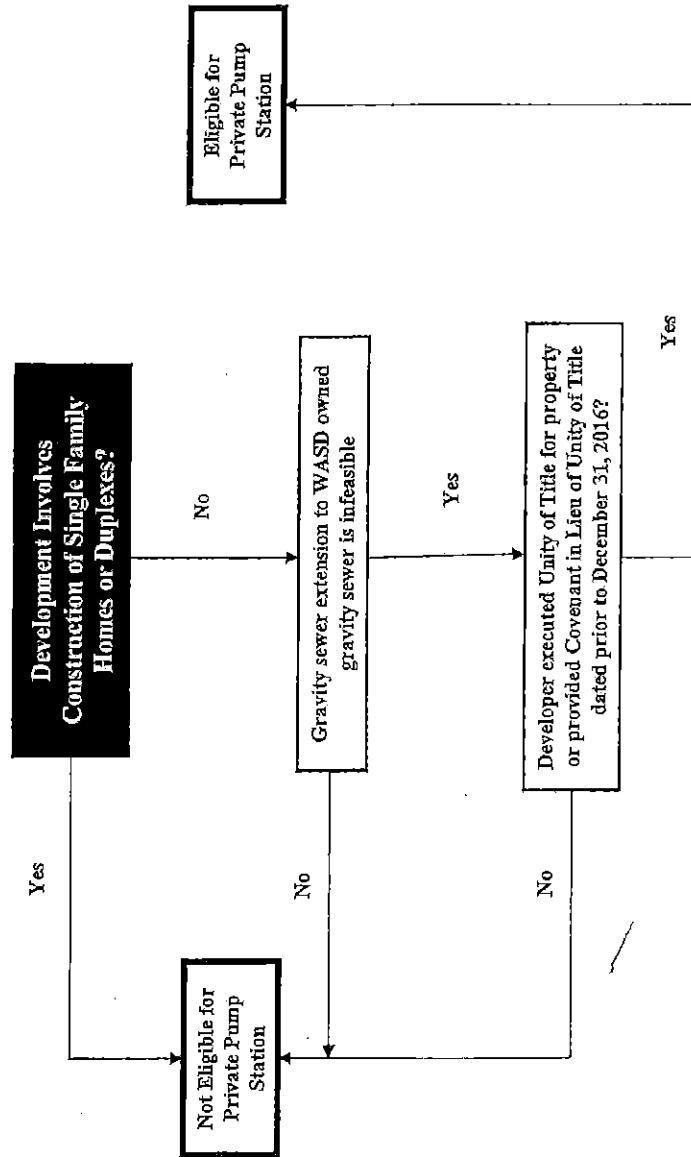 Development Involves
Construction of Single Family
Homes or Duplexes?
Yes
No
Not Eligible for
Private Pump
Station
Eligible for
Private Pump
Station
Gravity sewer extension to WASD owned
gravity sewer is infeasible
No
Yes
Developer executed Unity of Title for property
or provided Covenant in Lieu of Unity of Title
dated prior to December 31, 2016?
No
Yes